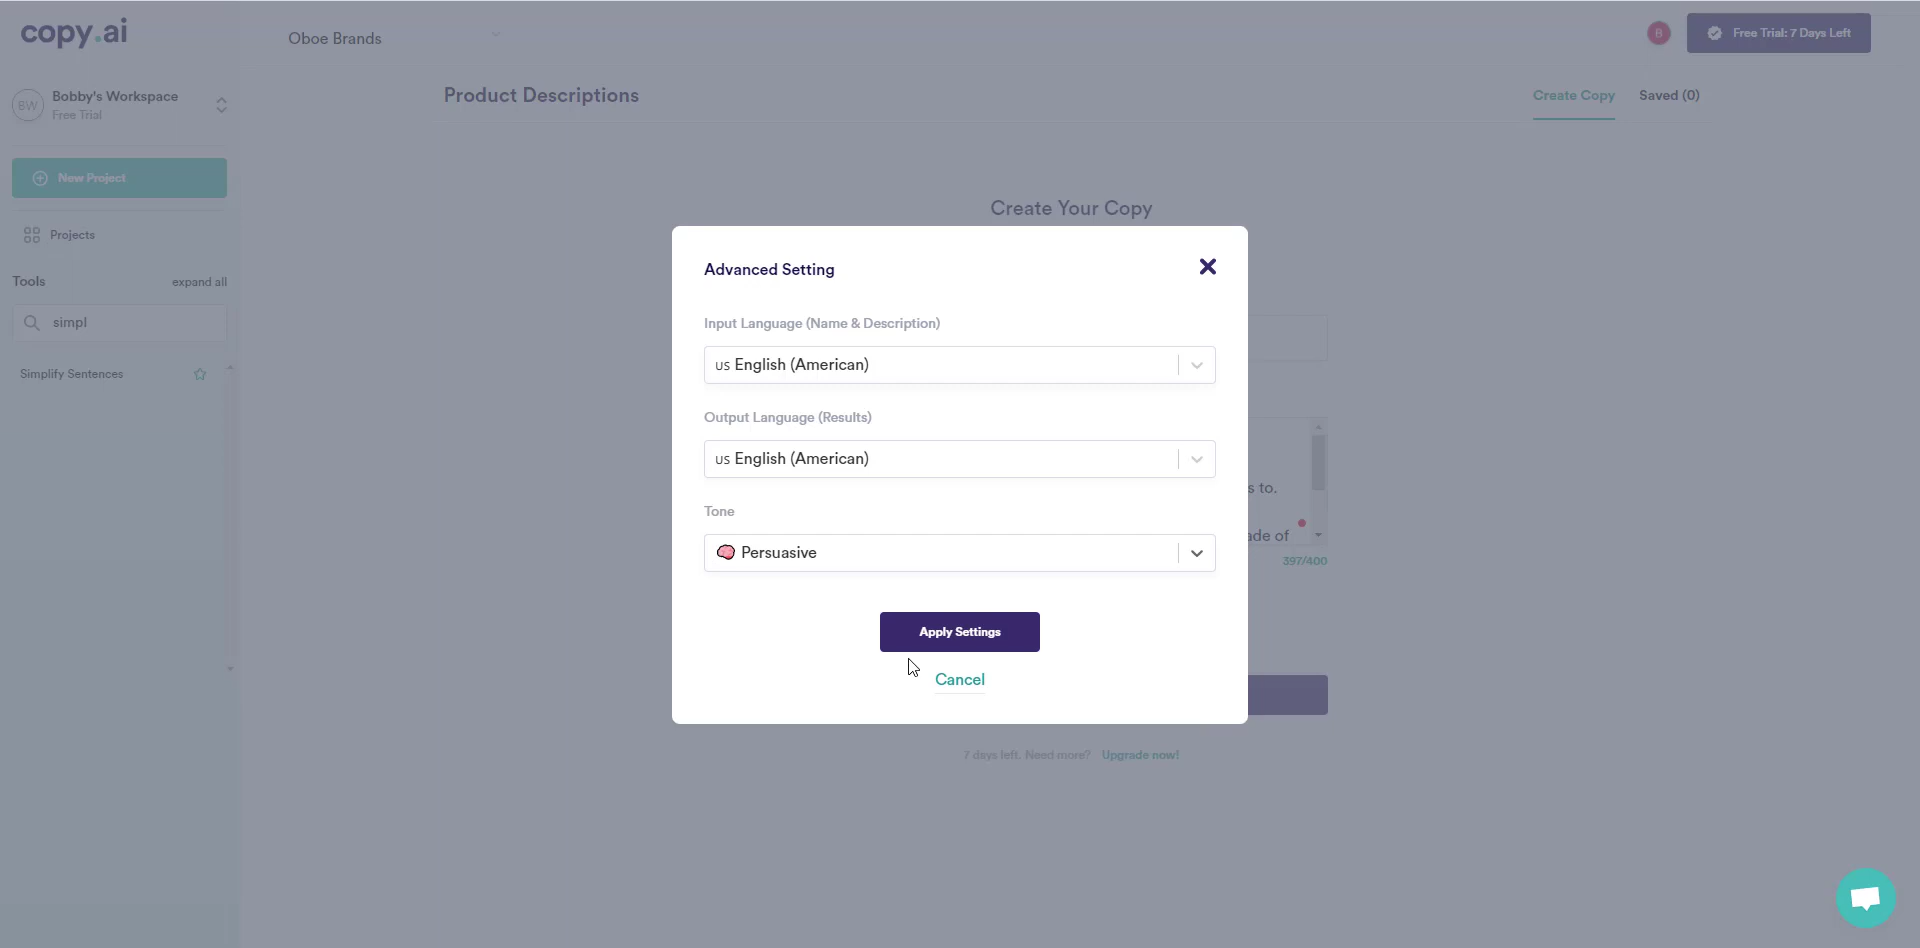 copy.ai
Oboe Brands
B
Free Trial: 7 Days Left
BW
Bobby's Workspace
Free Trial
Product Descriptions
Create Copy
Saved (0)
New Project
Projects
Tools
expand all
simpl
Simplify Sentences
Create Your Copy
Advanced Setting
Input Language (Name & Description)
US English (American)
Output Language (Results)
US English (American)
Tone
Persuasive
Apply Settings
Cancel
s to.
ade of
397/400
7 days left. Need more? Upgrade now!